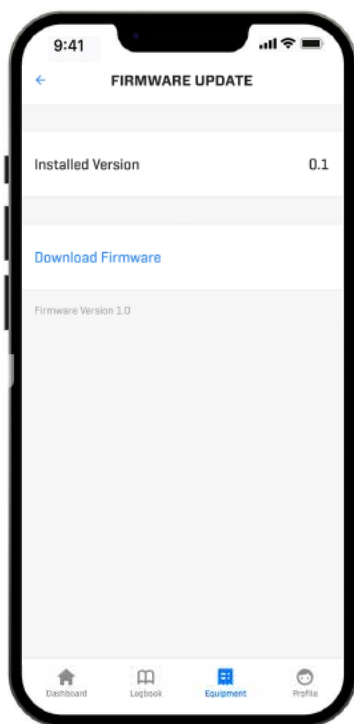 9:41
FIRMWARE UPDATE
Installed Version 0.1
Download Firmware
Firmware Version 1.0
Dashboard Logbook Equipment Profile